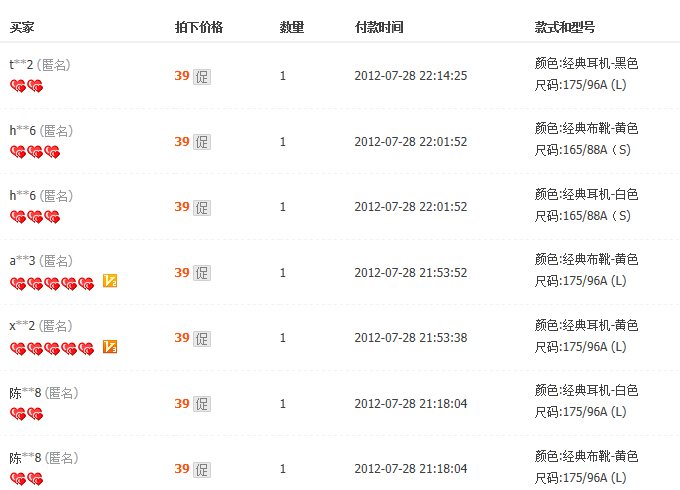 买家 拍下价格 数量 付款时间 款式和型号
t**2 (匿名) 39 促 1 2012-07-28 22:14:25 颜色:经典耳机-黑色
尺码:175/96A (L)
h**6 (匿名) 39 促 1 2012-07-28 22:01:52 颜色:经典布靴-黄色
尺码:165/88A（S)
h**6 (匿名) 39 促 1 2012-07-28 22:01:52 颜色:经典耳机-白色
尺码:165/88A（S)
a**3 (匿名) 39 促 1 2012-07-28 21:53:52 颜色:经典布靴-黄色
尺码:175/96A (L)
x**2 (匿名) 39 促 1 2012-07-28 21:53:38 颜色:经典耳机-黄色
尺码:175/96A (L)
陈**8 (匿名) 39 促 1 2012-07-28 21:18:04 颜色:经典耳机-白色
尺码:175/96A (L)
陈**8 (匿名) 39 促 1 2012-07-28 21:18:04 颜色:经典布靴-黄色
尺码:175/96A (L)